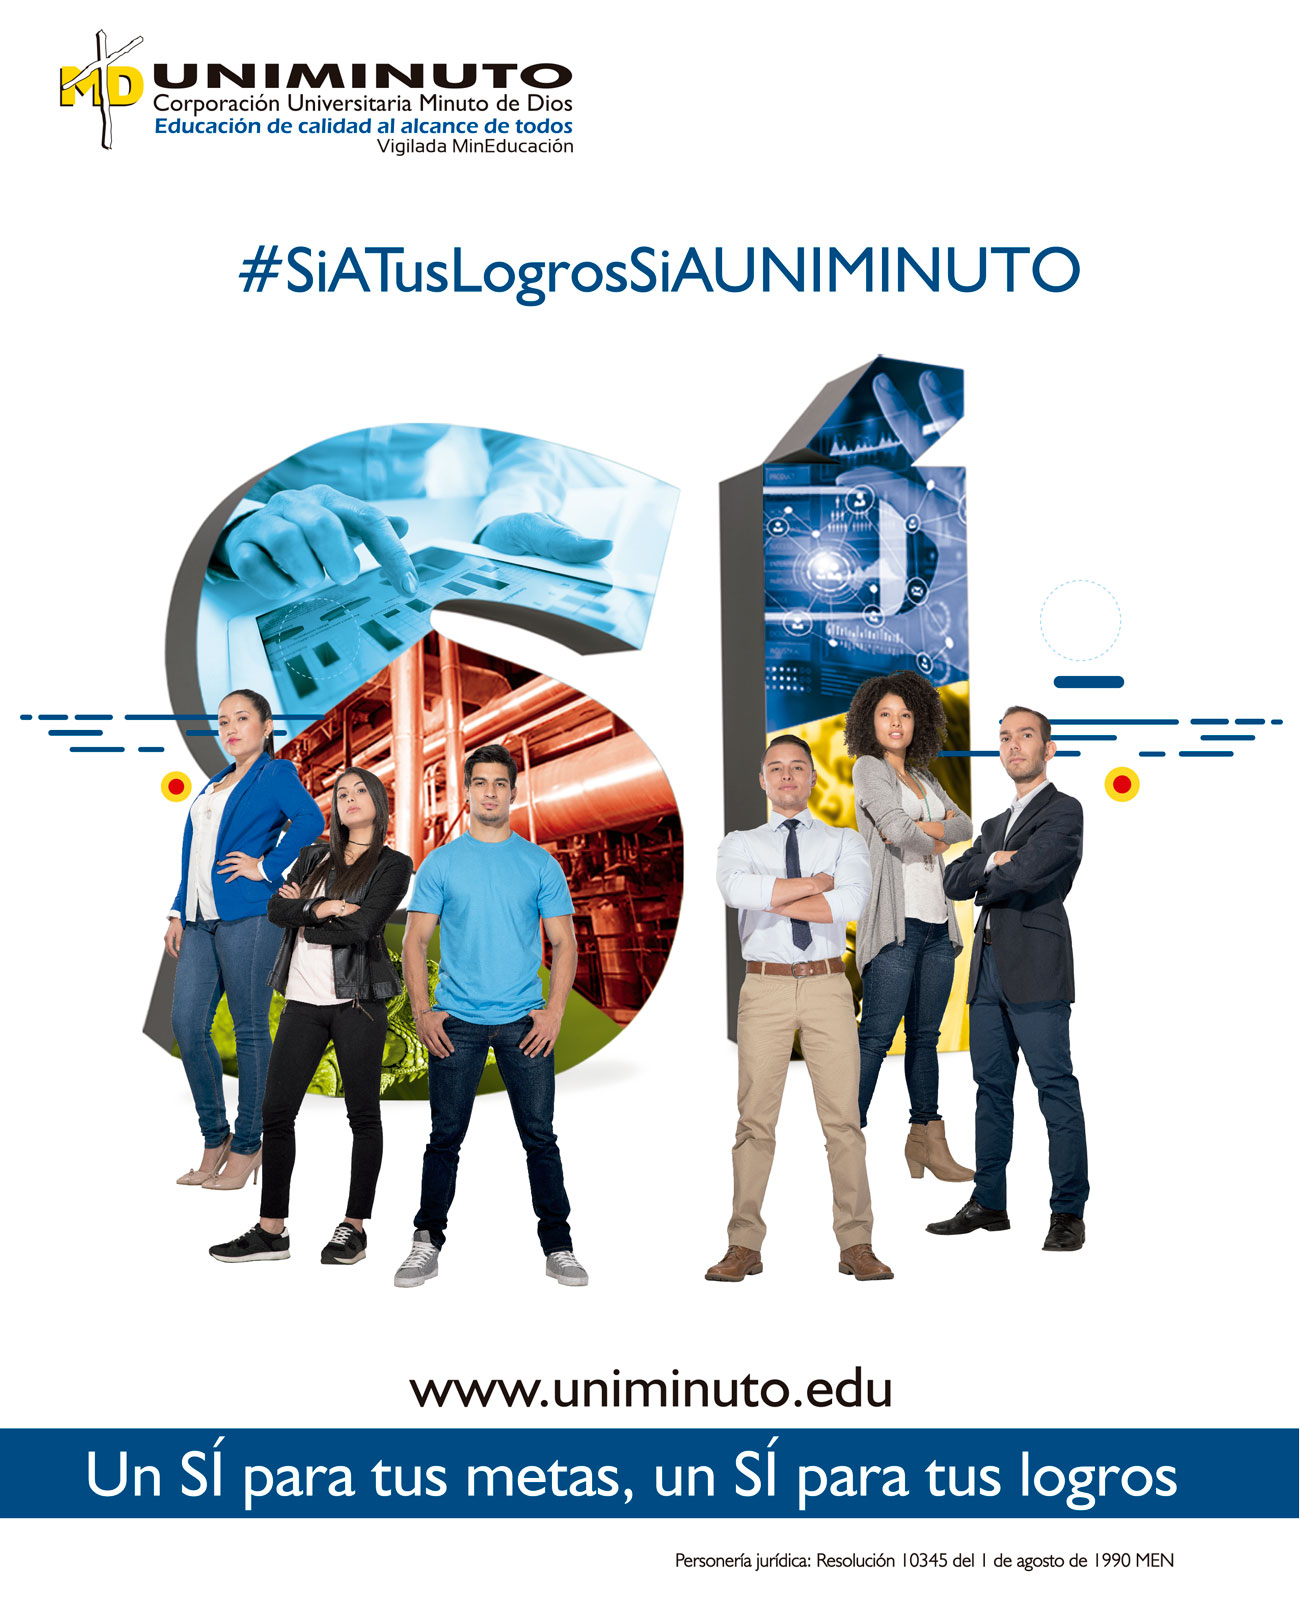 MD UNIMINUTO
Corporación Universitaria Minuto de Dios
Educación de calidad al alcance de todos
Vigilada MinEducación
#SiATusLogrosSiAUNIMINUTO
Sí
www.uniminuto.edu
Un SÍ para tus metas, un SÍ para tus logros
Personería jurídica: Resolución 10345 del 1 de agosto de 1990 MEN